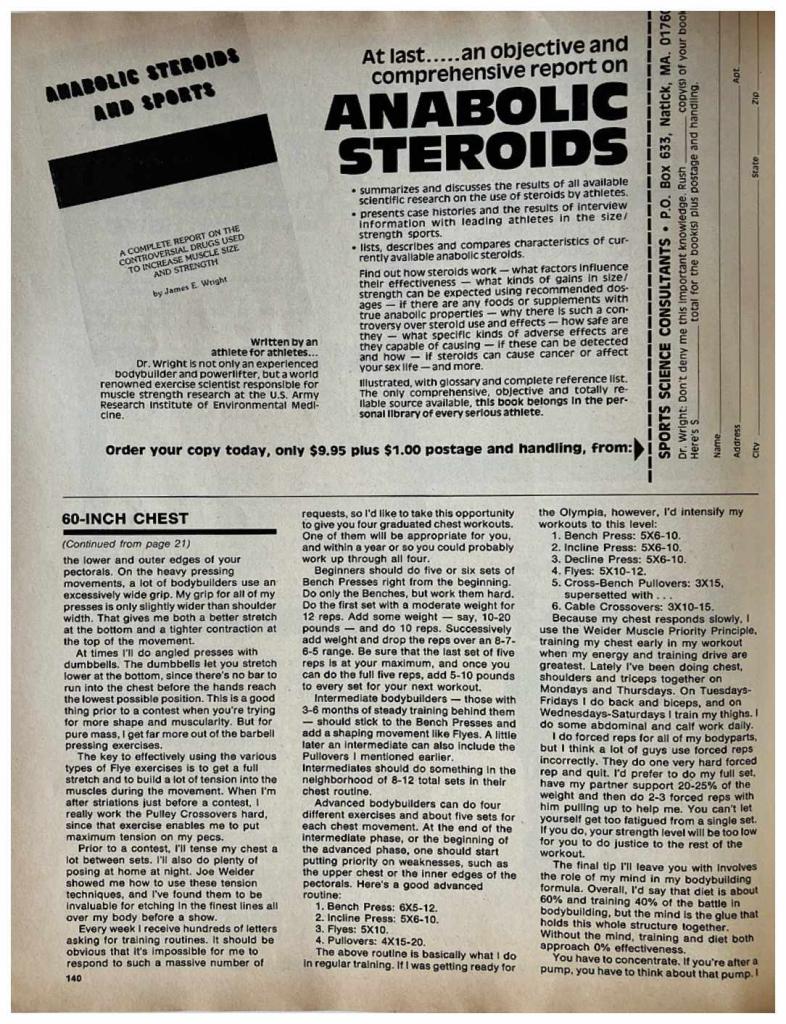 ANABOLIC STEROIDS
AND SPORTS
A COMPLETE REPORT ON THE
CONTROVERSIAL DRUGS USED
TO INCREASE MUSCLE SIZE
AND STRENGTH
by James E. Wright
Written by an
athlete for athletes...
Dr. Wright is not only an experienced
bodybuilder and powerlifter, but a world
renowned exercise scientist responsible for
muscle strength research at the U.S. Army
Research Institute of Environmental Medi-
cine.
At last.....an objective and
comprehensive report on
ANABOLIC
STEROIDS
• summarizes and discusses the results of all available
scientific research on the use of steroids by athletes.
• presents case histories and the results of interview
information with leading athletes in the size/
strength sports.
• lists, describes and compares characteristics of cur-
rently available anabolic steroids.
Find out how steroids work — what factors influence
their effectiveness — what kinds of gains in size/
strength can be expected using recommended dos-
ages — if there are any foods or supplements with
true anabolic properties — why there is such a con-
troversy over steroid use and effects — how safe are
they — what specific kinds of adverse effects are
they capable of causing — if these can be detected
and how — if steroids can cause cancer or affect
your sex life — and more.
Illustrated, with glossary and complete reference list.
The only comprehensive, objective and totally re-
liable source available, this book belongs in the per-
sonal library of every serious athlete.
Order your copy today, only $9.95 plus $1.00 postage and handling, from:
SPORTS SCIENCE CONSULTANTS • P.O. Box 633, Natick, MA. 01760
Dr. Wright: Don't deny me this important knowledge. Rush ____ copy(s) of your book
Here's $ ____ total for the book(s) plus postage and handling.
Name
Address Apt.
City State Zip
60-INCH CHEST
(Continued from page 21)
the lower and outer edges of your
pectorals. On the heavy pressing
movements, a lot of bodybuilders use an
excessively wide grip. My grip for all of my
presses is only slightly wider than shoulder
width. That gives me both a better stretch
at the bottom and a tighter contraction at
the top of the movement.
At times I'll do angled presses with
dumbbells. The dumbbells let you stretch
lower at the bottom, since there's no bar to
run into the chest before the hands reach
the lowest possible position. This is a good
thing prior to a contest when you're trying
for more shape and muscularity. But for
pure mass, I get far more out of the barbell
pressing exercises.
The key to effectively using the various
types of Flye exercises is to get a full
stretch and to build a lot of tension into the
muscles during the movement. When I'm
after striations just before a contest, I
really work the Pulley Crossovers hard,
since that exercise enables me to put
maximum tension on my pecs.
Prior to a contest, I'll tense my chest a
lot between sets. I'll also do plenty of
posing at home at night. Joe Weider
showed me how to use these tension
techniques, and I've found them to be
invaluable for etching in the finest lines all
over my body before a show.
Every week I receive hundreds of letters
asking for training routines. It should be
obvious that it's impossible for me to
respond to such a massive number of
140
requests, so I'd like to take this opportunity
to give you four graduated chest workouts.
One of them will be appropriate for you,
and within a year or so you could probably
work up through all four.
Beginners should do five or six sets of
Bench Presses right from the beginning.
Do only the Benches, but work them hard.
Do the first set with a moderate weight for
12 reps. Add some weight — say, 10-20
pounds — and do 10 reps. Successively
add weight and drop the reps over an 8-7-
6-5 range. Be sure that the last set of five
reps is at your maximum, and once you
can do the full five reps, add 5-10 pounds
to every set for your next workout.
Intermediate bodybuilders — those with
3-6 months of steady training behind them
— should stick to the Bench Presses and
add a shaping movement like Flyes. A little
later an intermediate can also include the
Pullovers I mentioned earlier.
Intermediates should do something in the
neighborhood of 8-12 total sets in their
chest routine.
Advanced bodybuilders can do four
different exercises and about five sets for
each chest movement. At the end of the
intermediate phase, or the beginning of
the advanced phase, one should start
putting priority on weaknesses, such as
the upper chest or the inner edges of the
pectorals. Here's a good advanced
routine:
1. Bench Press: 6X5-12.
2. Incline Press: 5X6-10.
3. Flyes: 5X10.
4. Pullovers: 4X15-20.
The above routine is basically what I do
in regular training. If I was getting ready for
the Olympia, however, I'd intensify my
workouts to this level:
1. Bench Press: 5X6-10.
2. Incline Press: 5X6-10.
3. Decline Press: 5X6-10.
4. Flyes: 5X10-12.
5. Cross-Bench Pullovers: 3X15,
supersetted with . . .
6. Cable Crossovers: 3X10-15.
Because my chest responds slowly, I
use the Weider Muscle Priority Principle,
training my chest early in my workout
when my energy and training drive are
greatest. Lately I've been doing chest,
shoulders and triceps together on
Mondays and Thursdays. On Tuesdays-
Fridays I do back and biceps, and on
Wednesdays-Saturdays I train my thighs. I
do some abdominal and calf work daily.
I do forced reps for all of my bodyparts,
but I think a lot of guys use forced reps
incorrectly. They do one very hard forced
rep and quit. I'd prefer to do my full set,
have my partner support 20-25% of the
weight and then do 2-3 forced reps with
him pulling up to help me. You can't let
yourself get too fatigued from a single set.
If you do, your strength level will be too low
for you to do justice to the rest of the
workout.
The final tip I'll leave you with involves
the role of my mind in my bodybuilding
formula. Overall, I'd say that diet is about
60% and training 40% of the battle in
bodybuilding, but the mind is the glue that
holds this whole structure together.
Without the mind, training and diet both
approach 0% effectiveness.
You have to concentrate. If you're after a
pump, you have to think about that pump. I